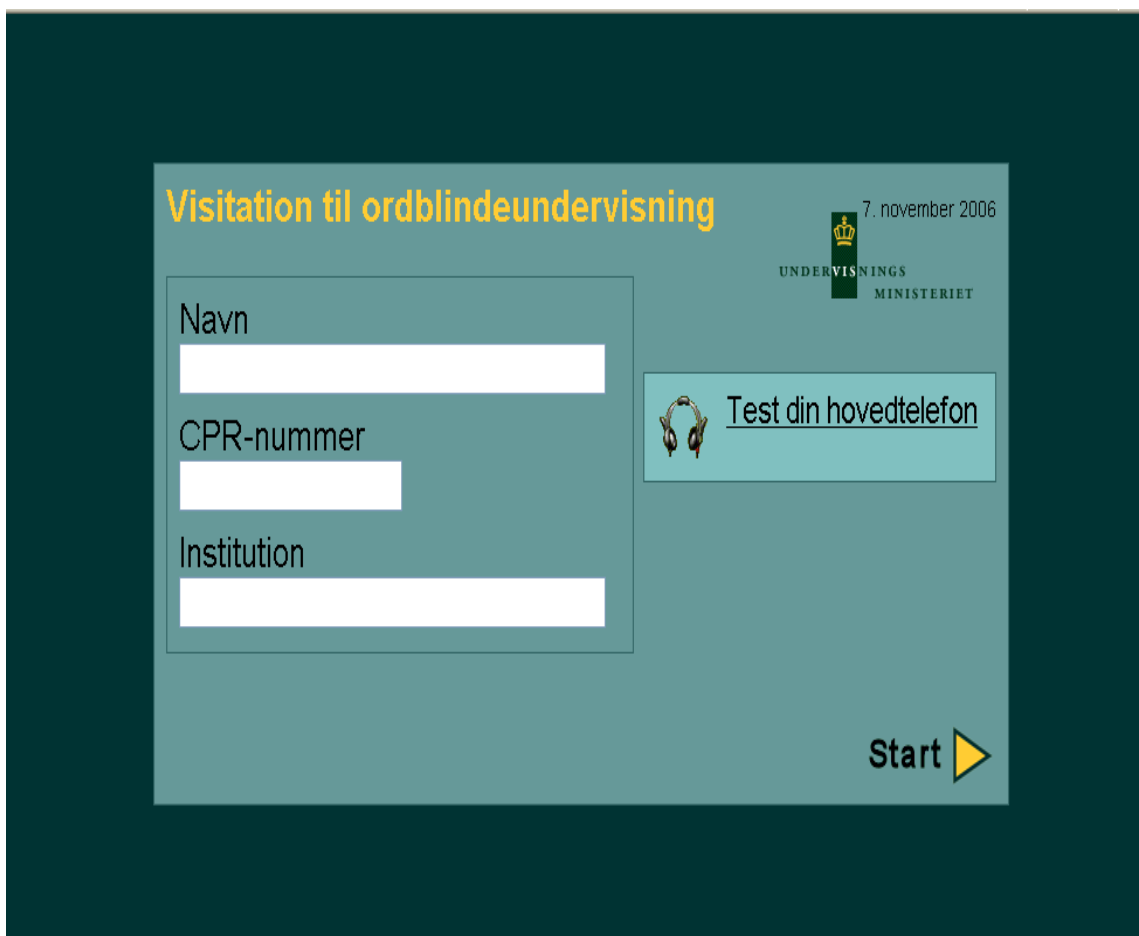 Visitation til ordblindeundervisning
7. november 2006
UNDERVISNINGS
MINISTERIET
Navn
CPR-nummer
Institution
Test din hovedtelefon
Start